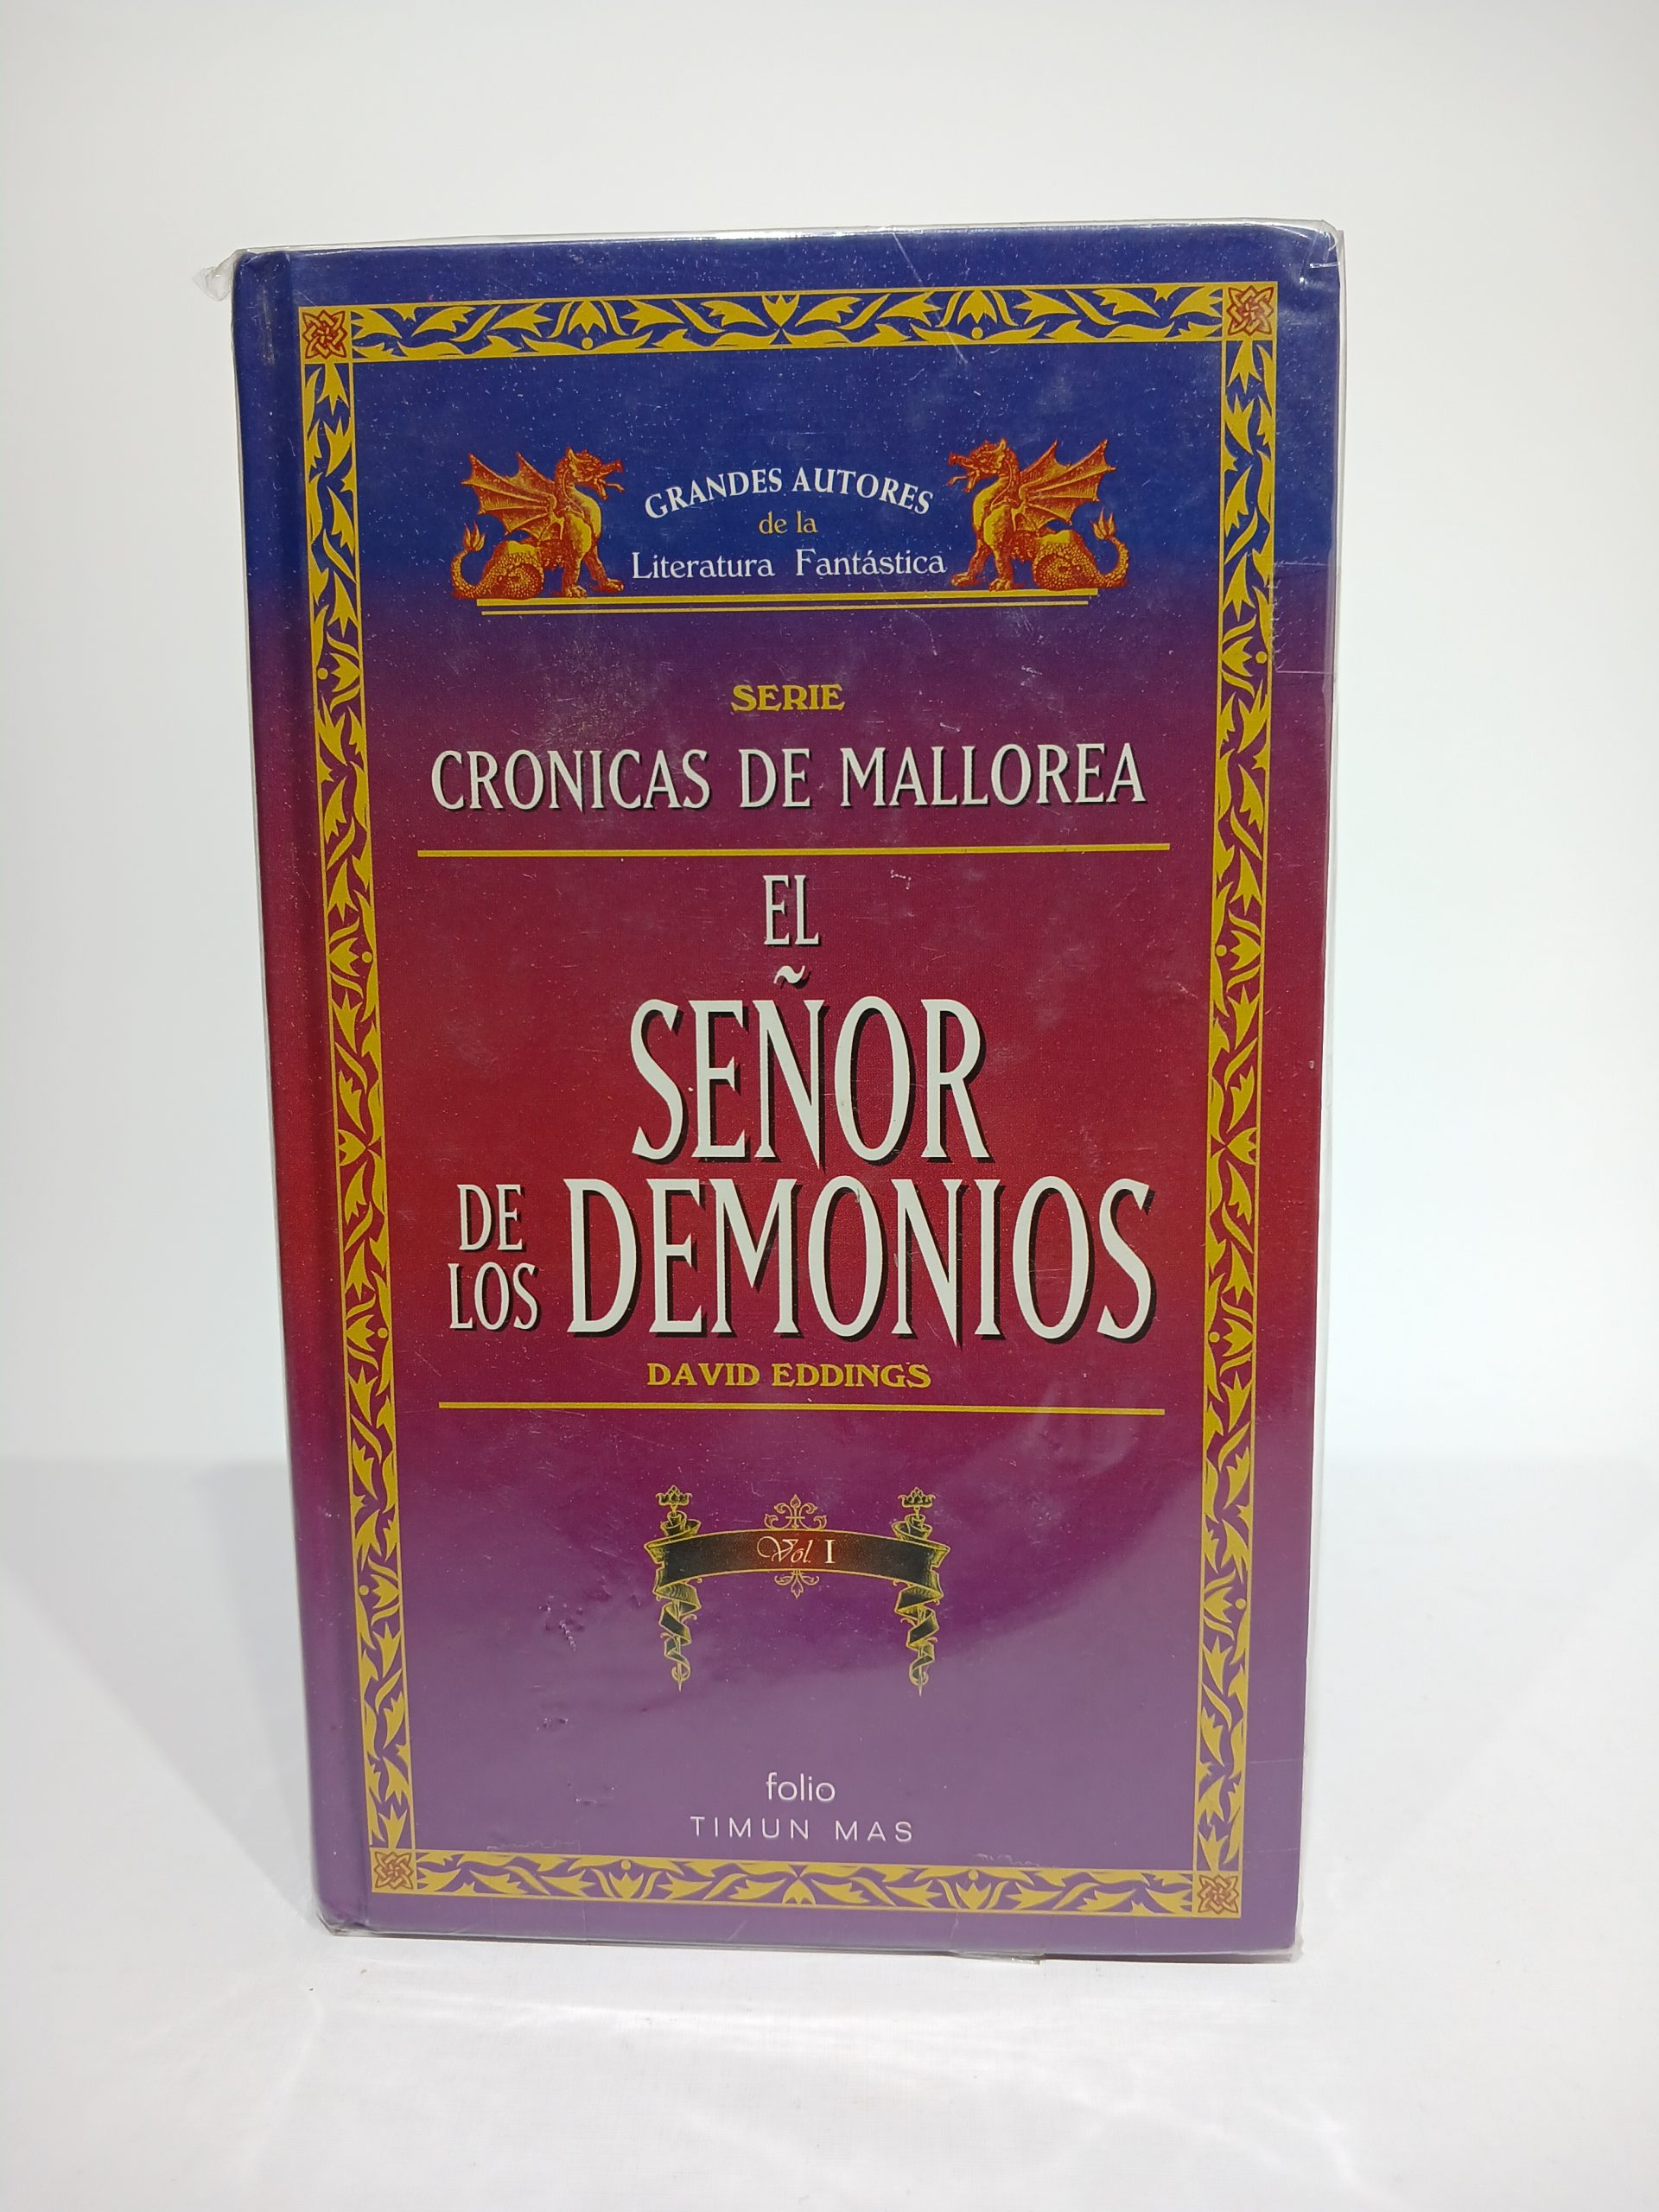 GRANDES AUTORES
de la
Literatura Fantástica
SERIE
CRONICAS DE MALLOREA
EL
SEÑOR
DE LOS DEMONIOS
DAVID EDDINGS
Vol. I
folio
TIMUN MAS